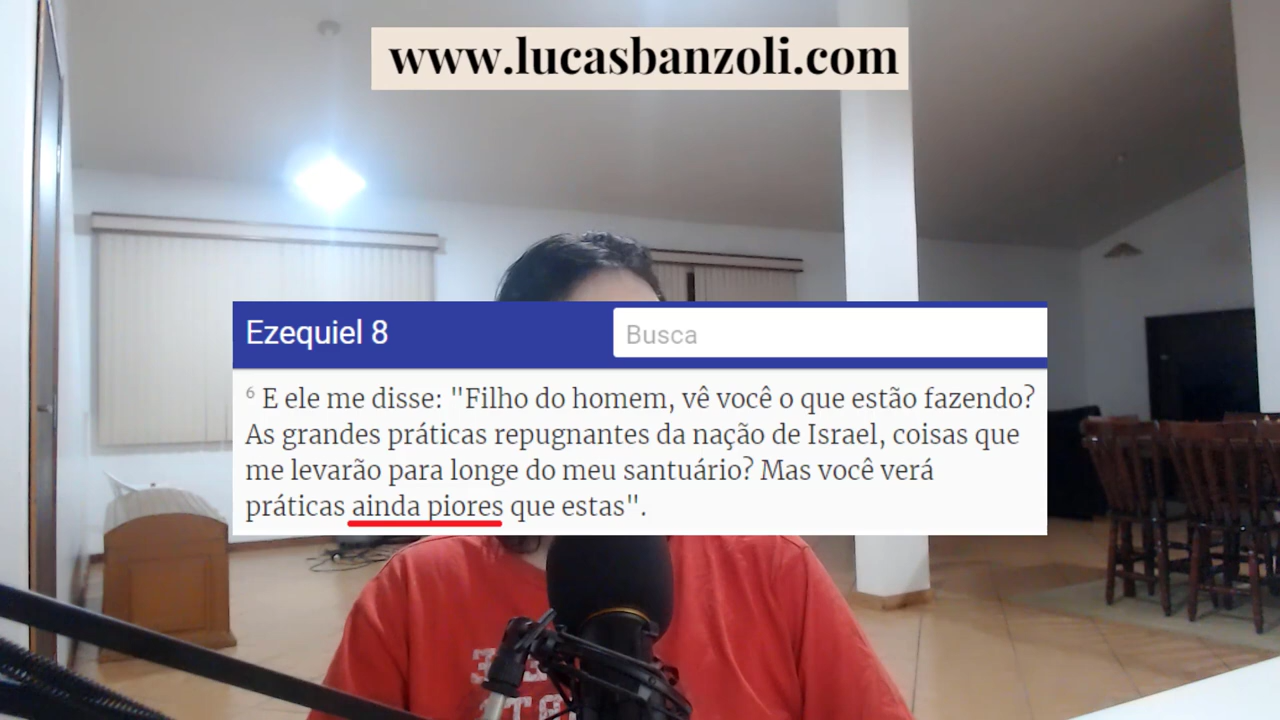 www.lucasbanzoli.com
Ezequiel 8
Busca
6 E ele me disse: "Filho do homem, vê você o que estão fazendo?
As grandes práticas repugnantes da nação de Israel, coisas que
me levarão para longe do meu santuário? Mas você verá
práticas ainda piores que estas".